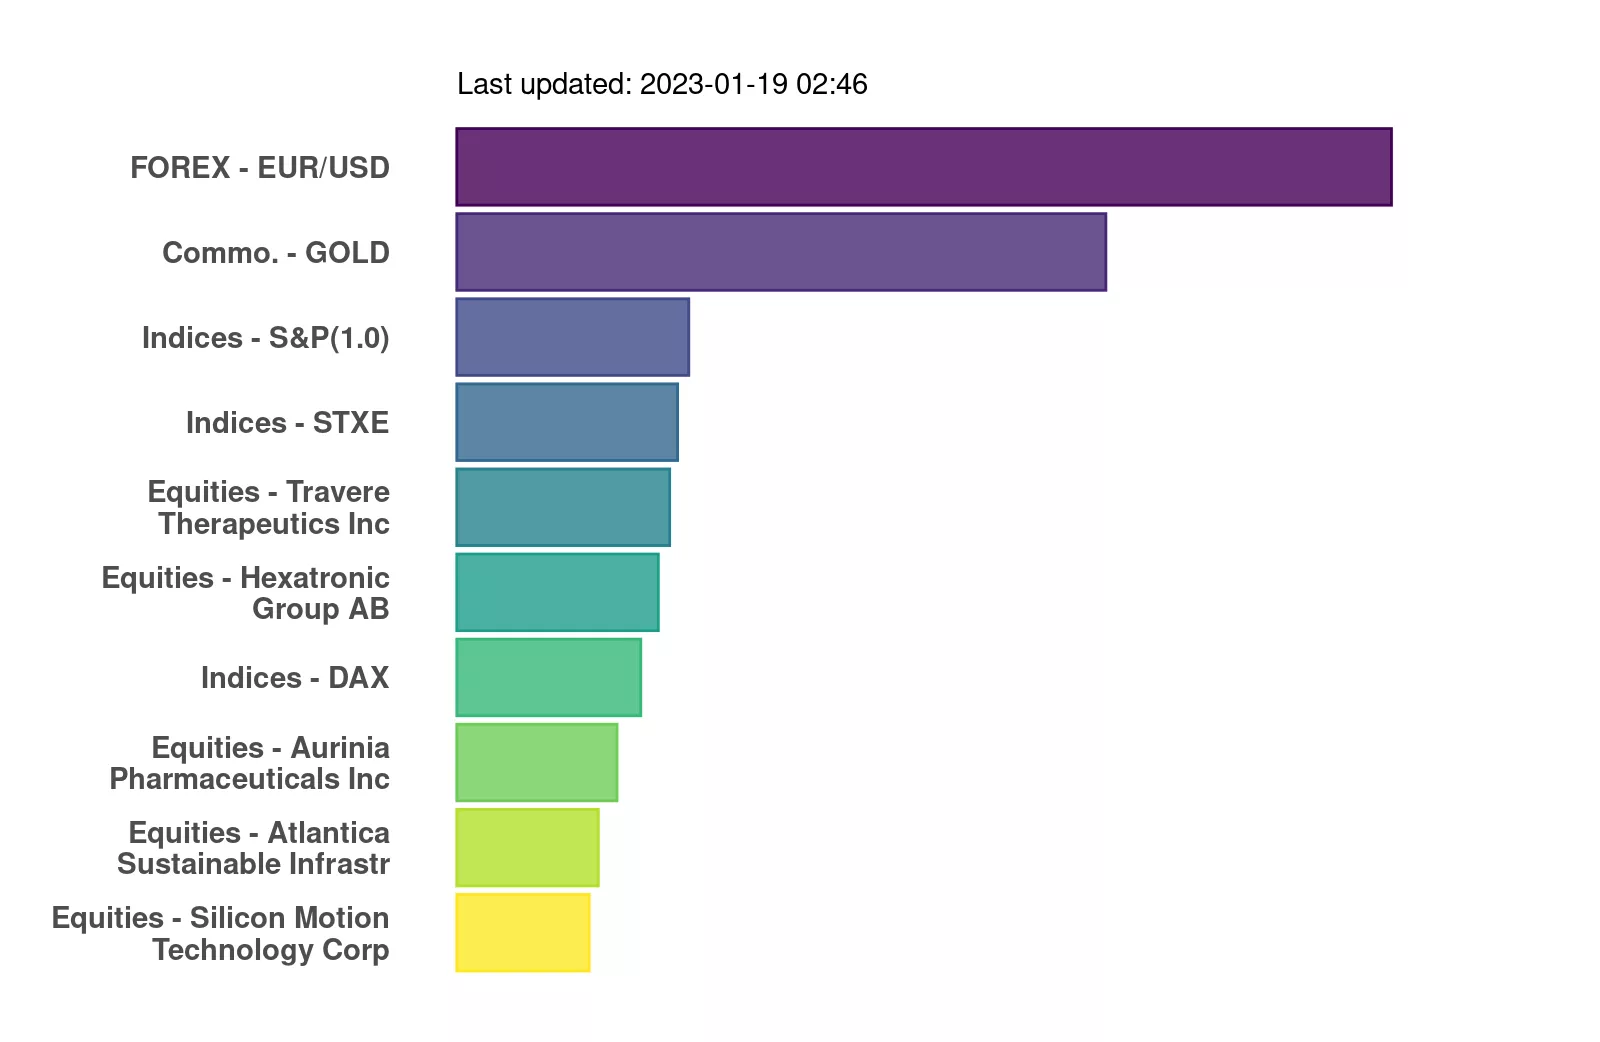 Last updated: 2023-01-19 02:46
FOREX - EUR/USD
Commo. - GOLD
Indices - S&P(1.0)
Indices - STXE
Equities - Travere
Therapeutics Inc
Equities - Hexatronic
Group AB
Indices - DAX
Equities - Aurinia
Pharmaceuticals Inc
Equities - Atlantica
Sustainable Infrastr
Equities - Silicon Motion
Technology Corp